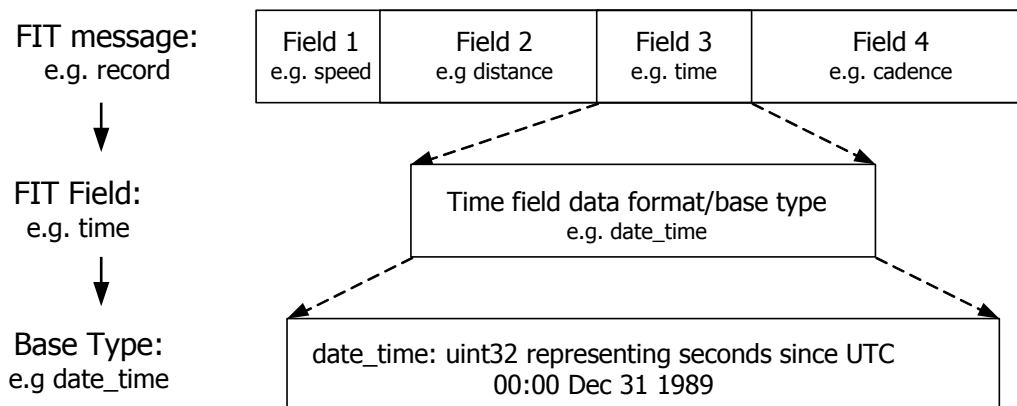 FIT message:
e.g. record
Field 1
e.g. speed
Field 2
e.g distance
Field 3
e.g. time
Field 4
e.g. cadence
FIT Field:
e.g. time
Time field data format/base type
e.g. date_time
Base Type:
e.g date_time
date_time: uint32 representing seconds since UTC
00:00 Dec 31 1989